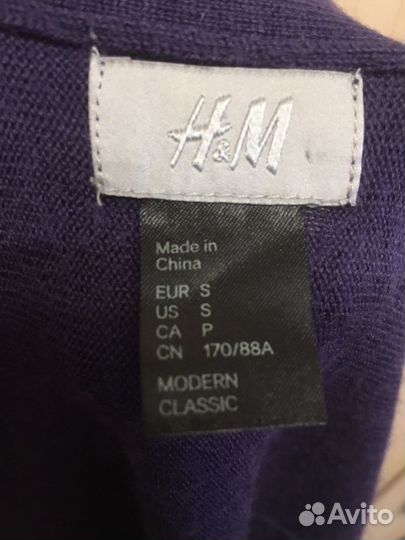 H&M
Made in
China
EUR S
US S
CA P
CN 170/88A
MODERN
CLASSIC
Avito